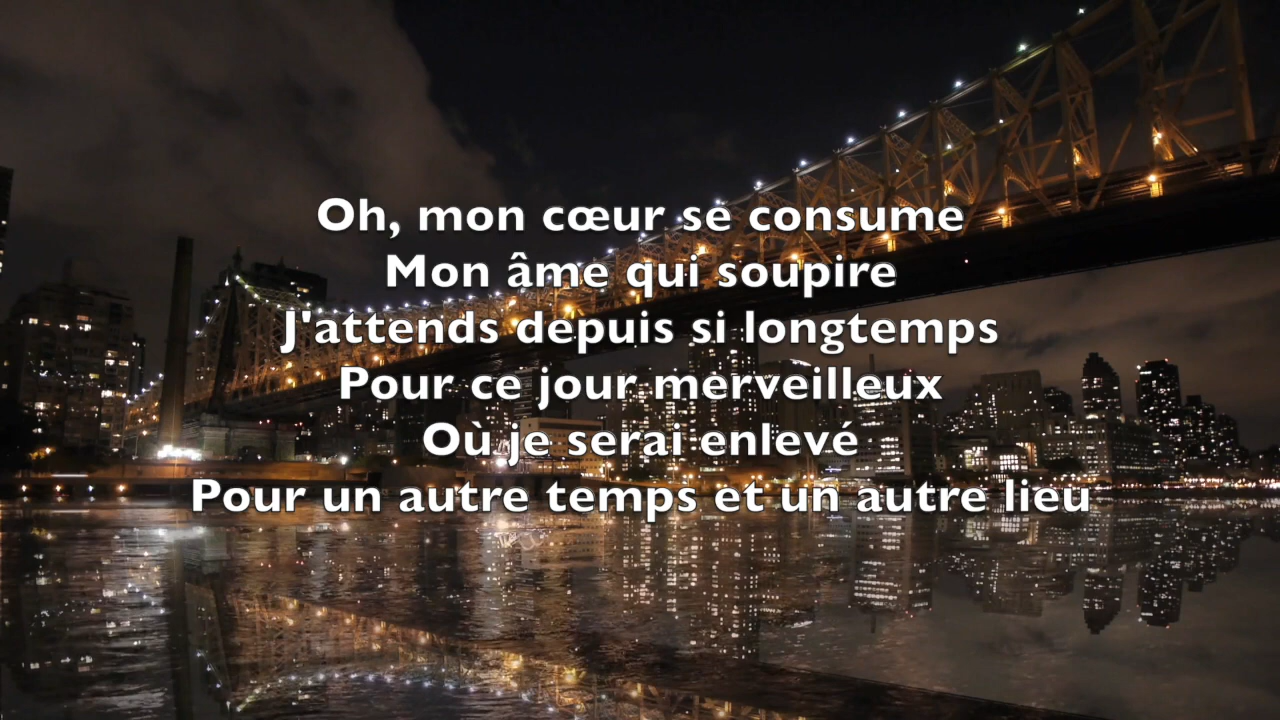 Oh, mon cœur se consume
Mon âme qui soupire
J'attends depuis si longtemps
Pour ce jour merveilleux
Où je serai enlevé
Pour un autre temps et un autre lieu